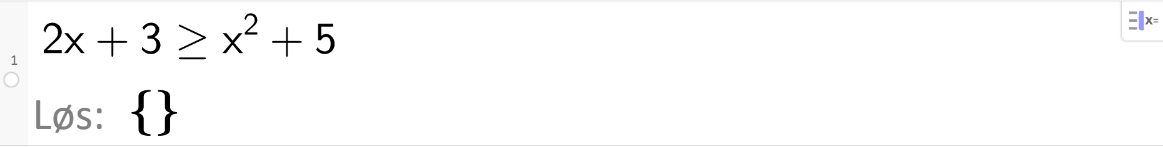 2x + 3 ≥ x² + 5
1
Løs: {}
x=